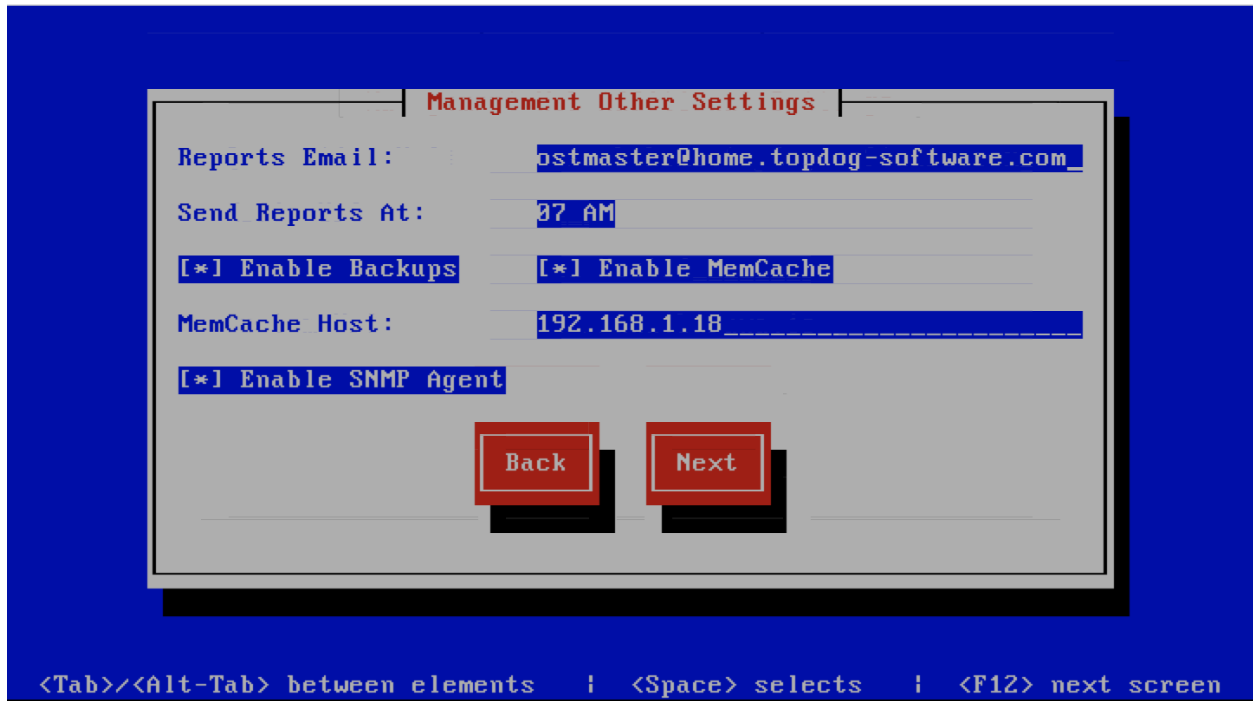 Management Other Settings
Reports Email: ostmaster@home.topdog-software.com_
Send Reports At: 07 AM
[*] Enable Backups [*] Enable MemCache
MemCache Host: 192.168.1.18_______________________
[*] Enable SNMP Agent
Back Next
<Tab>/<Alt-Tab> between elements | <Space> selects | <F12> next screen